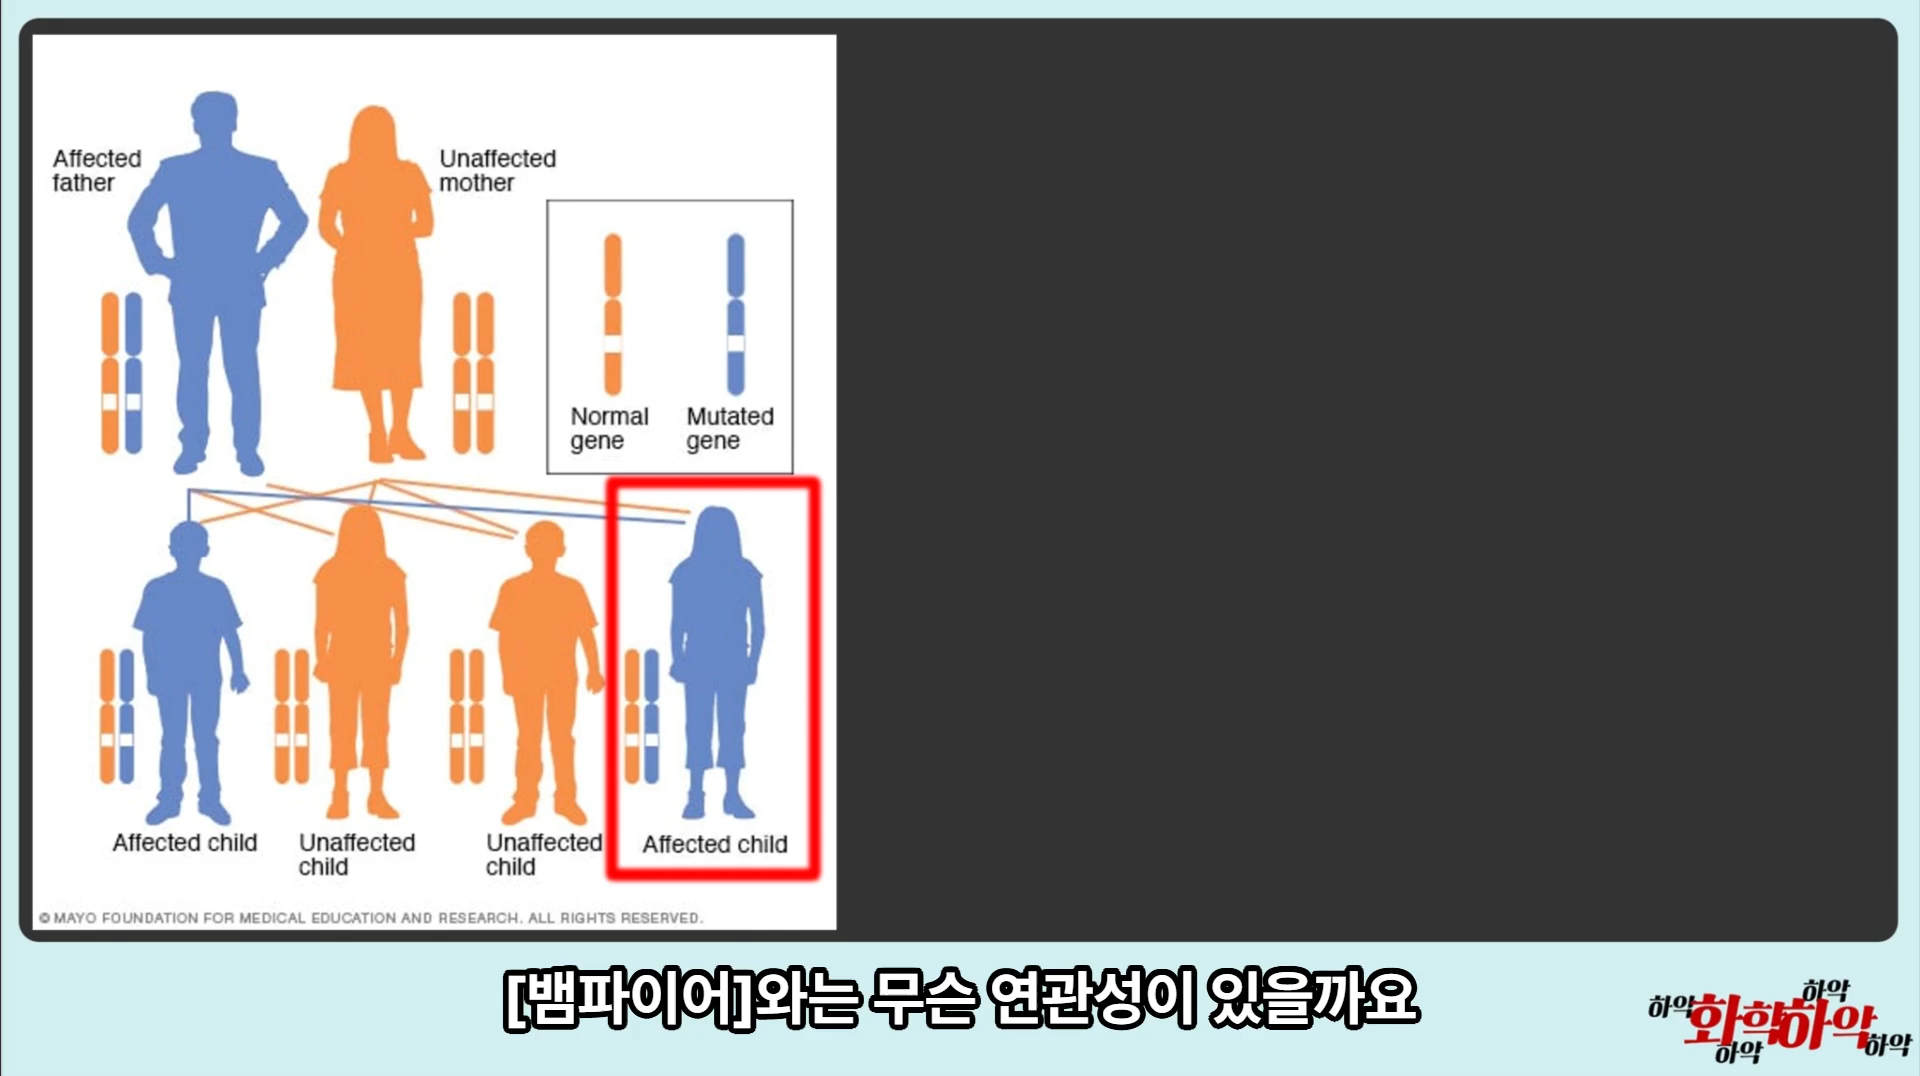 Affected
father
Unaffected
mother
Normal
gene
Mutated
gene
Affected child
Unaffected
child
Unaffected
child
Affected child
© MAYO FOUNDATION FOR MEDICAL EDUCATION AND RESEARCH. ALL RIGHTS RESERVED.
[뱀파이어]와는 무슨 연관성이 있을까요
하악
하악
화학하악
하악
하악